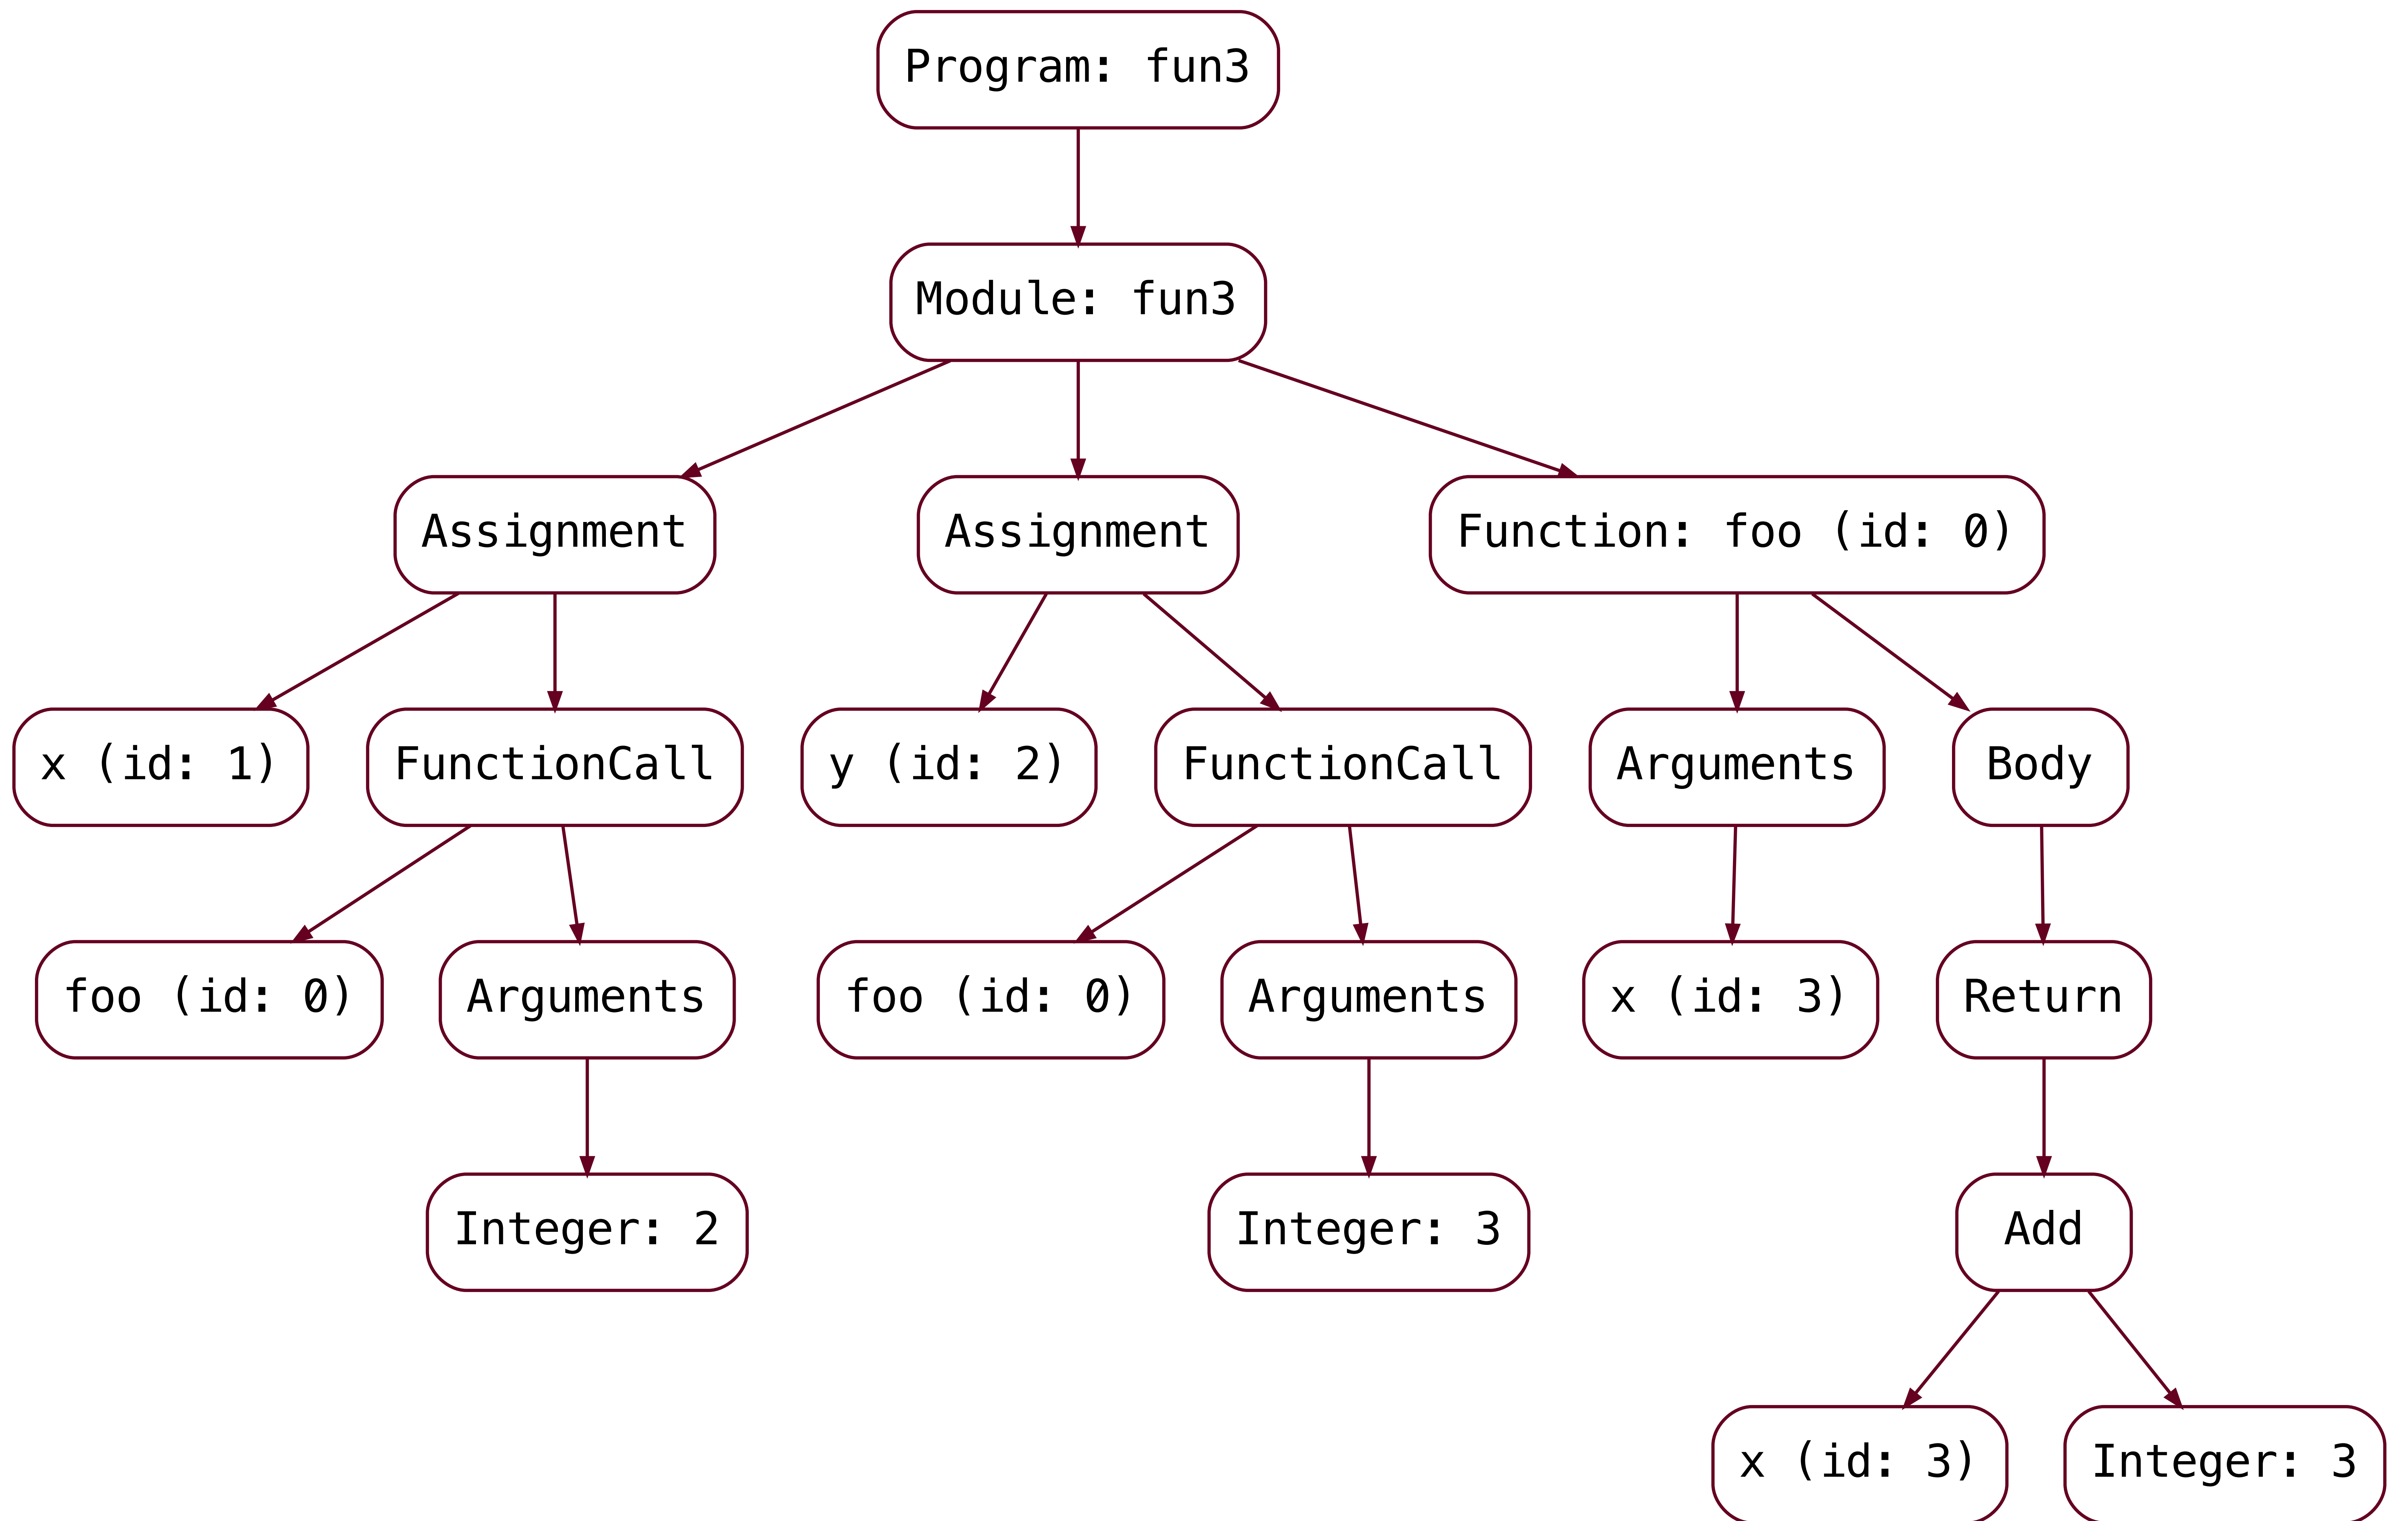 Program: fun3
Module: fun3
Assignment
Assignment
Function: foo (id: 0)
x (id: 1)
FunctionCall
y (id: 2)
FunctionCall
Arguments
Body
foo (id: 0)
Arguments
foo (id: 0)
Arguments
x (id: 3)
Return
Integer: 2
Integer: 3
Add
x (id: 3)
Integer: 3